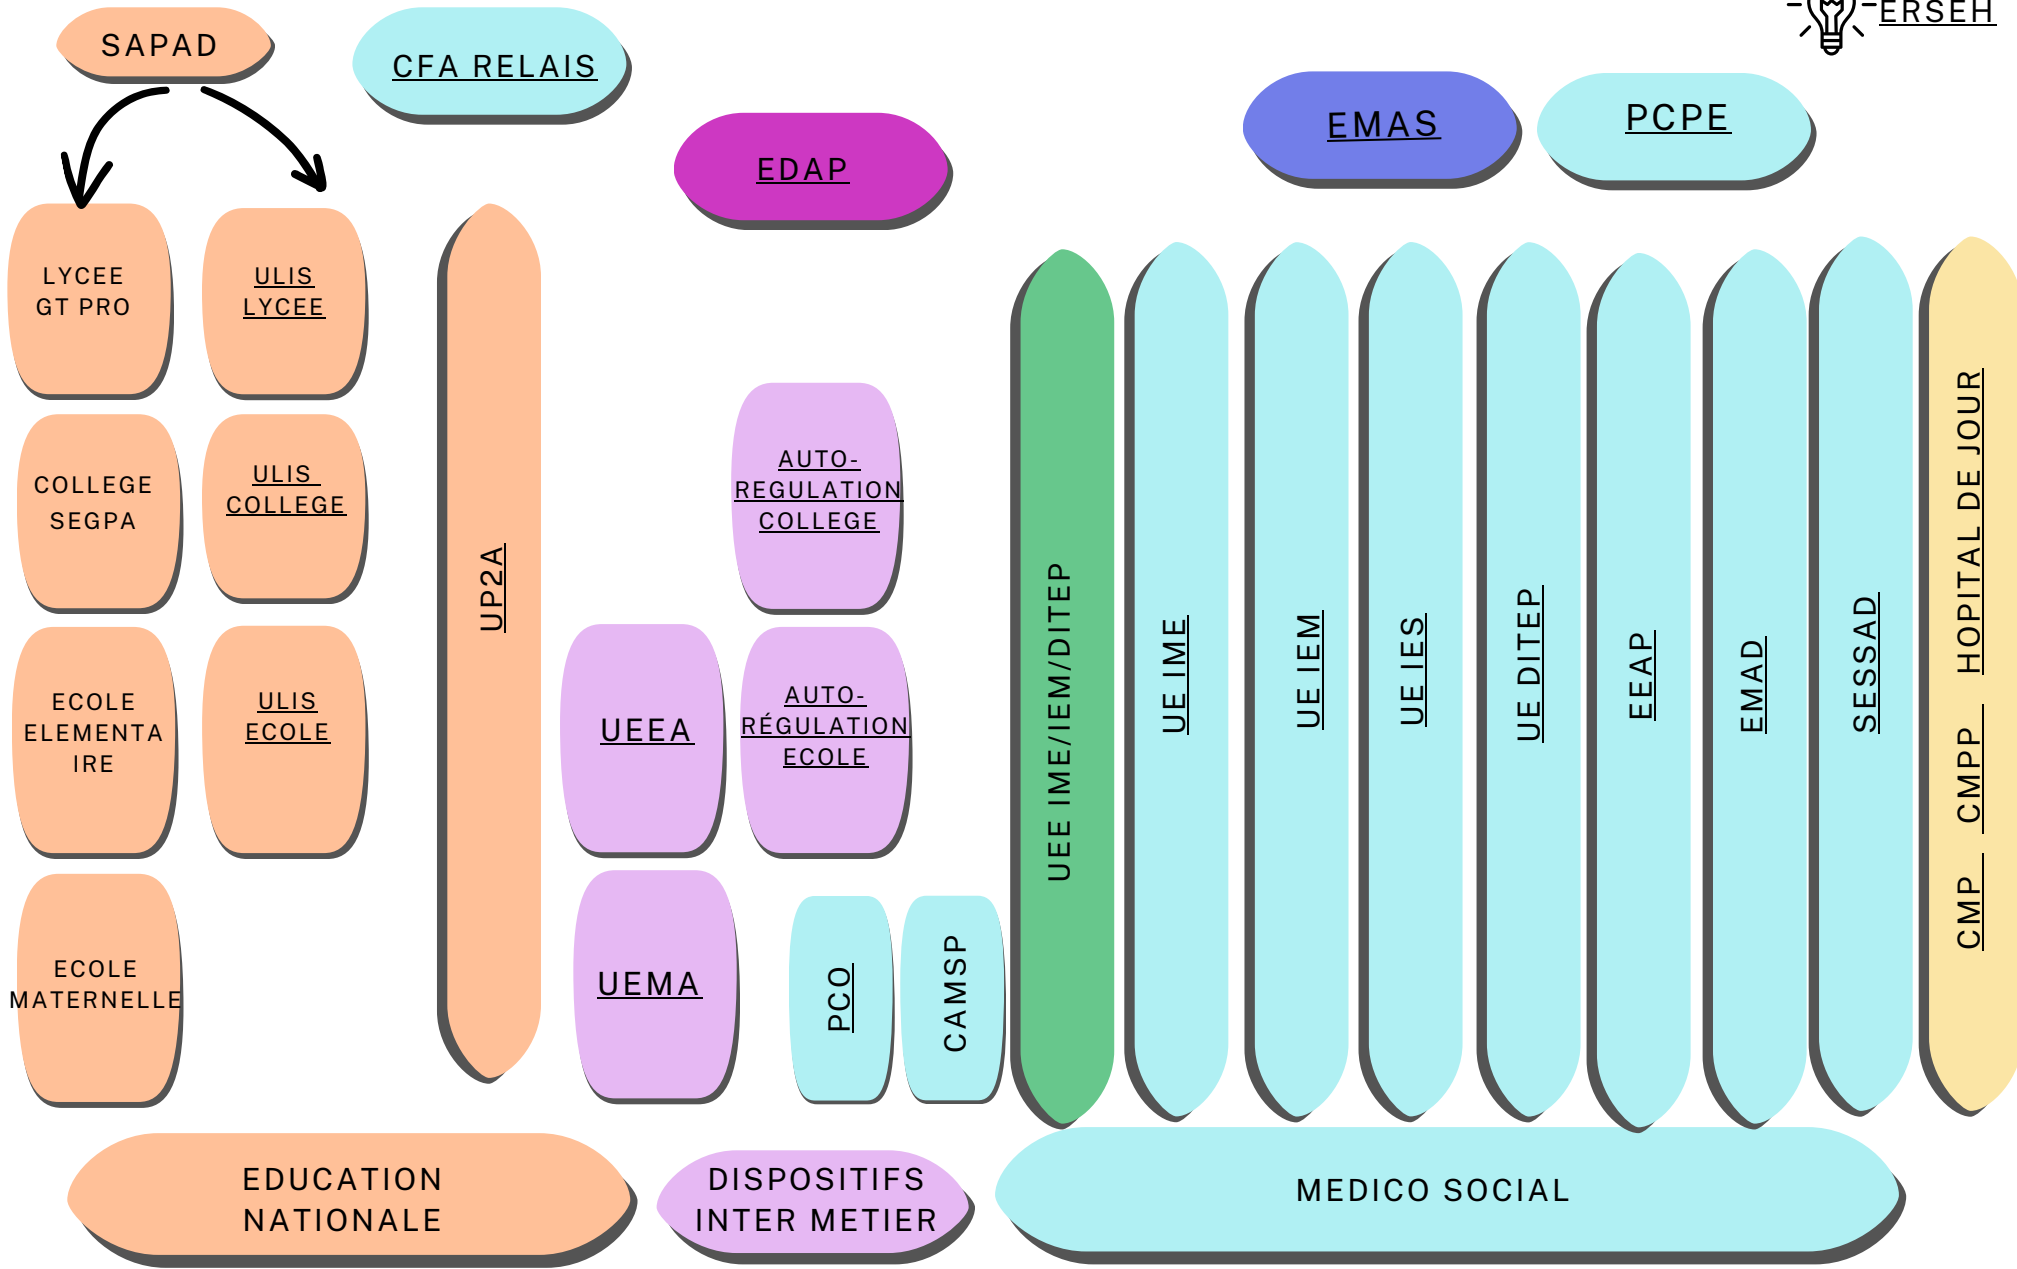 ERSEH
SAPAD
CFA RELAIS
EMAS
PCPE
EDAP
LYCEE
GT PRO
ULIS
LYCEE
COLLEGE
SEGPA
ULIS
COLLEGE
ECOLE
ELEMENTA
IRE
ULIS
ECOLE
ECOLE
MATERNELLE
UP2A
AUTO-
REGULATION
COLLEGE
UEEA
AUTO-
RÉGULATION
ECOLE
UEMA
PCO
CAMSP
UEE IME/IEM/DITEP
UE IME
UE IEM
UE IES
UE DITEP
EEAP
EMAD
SESSAD
CMP CMPP HOPITAL DE JOUR
EDUCATION
NATIONALE
DISPOSITIFS
INTER METIER
MEDICO SOCIAL